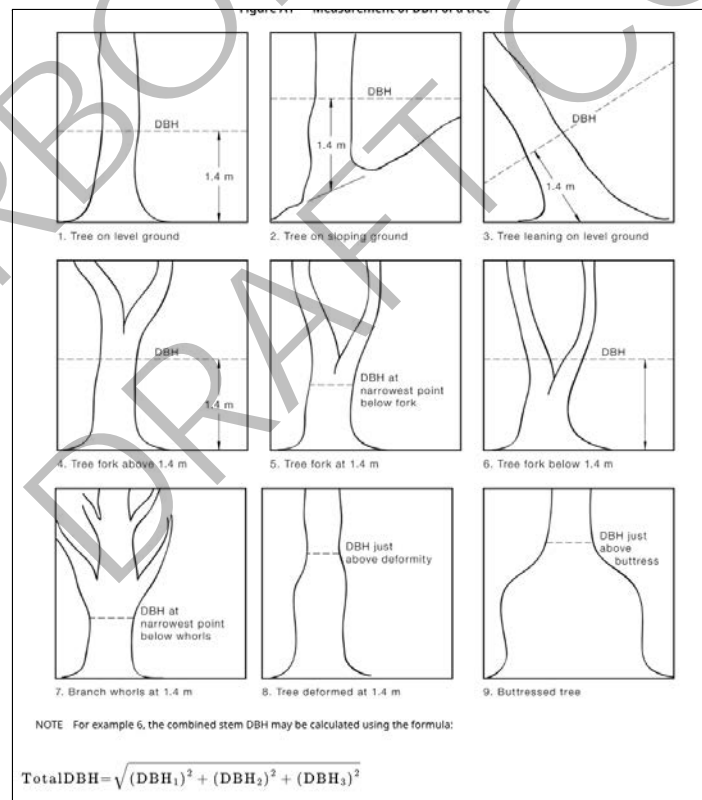 Figure A1 Measurement of DBH of a tree
DBH
1.4 m
1. Tree on level ground
DBH
1.4 m
2. Tree on sloping ground
DBH
1.4 m
3. Tree leaning on level ground
DBH
1.4 m
4. Tree fork above 1.4 m
DBH at
narrowest point
below fork
5. Tree fork at 1.4 m
DBH
6. Tree fork below 1.4 m
DBH at
narrowest point
below whorls
7. Branch whorls at 1.4 m
DBH just
above deformity
8. Tree deformed at 1.4 m
DBH just
above
buttress
9. Buttressed tree
NOTE For example 6, the combined stem DBH may be calculated using the formula:
TotalDBH=√(DBH₁)² + (DBH₂)² + (DBH₃)²
DRAFT